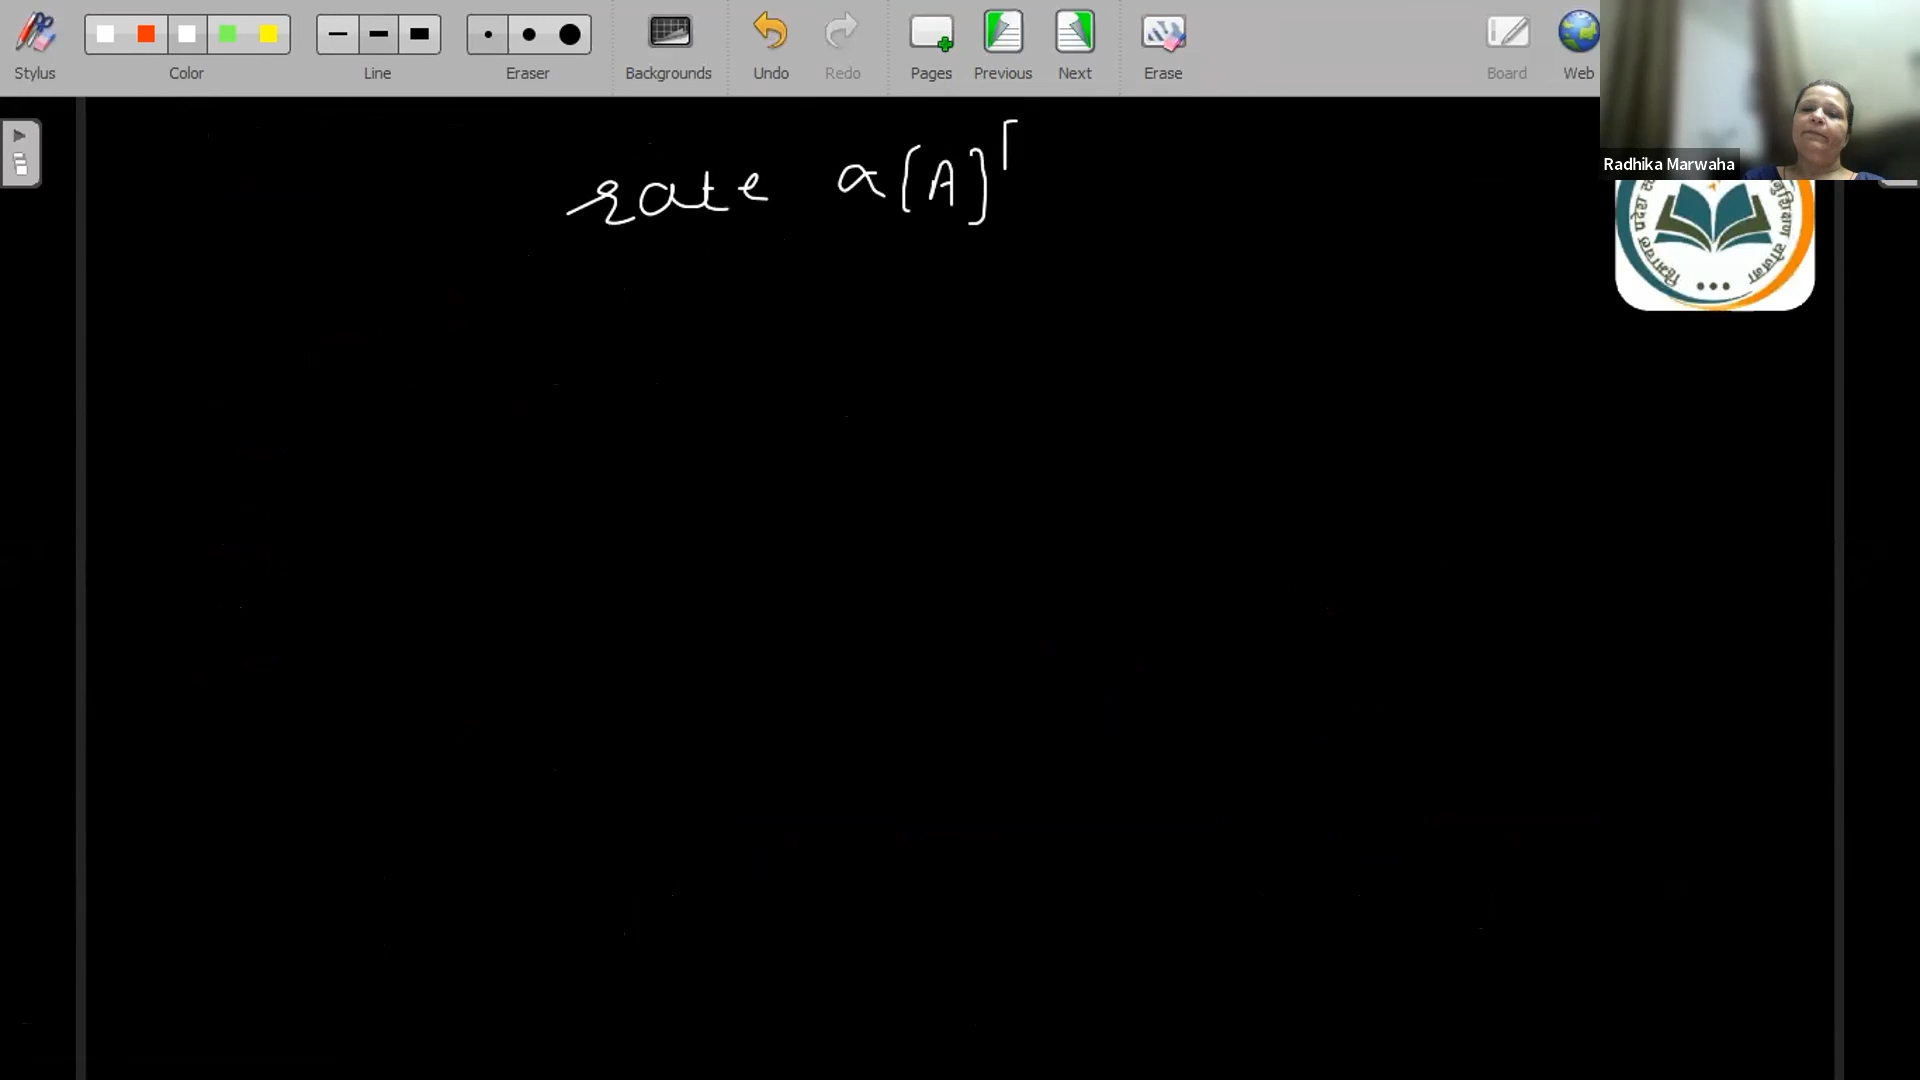 Stylus Color Line Eraser Backgrounds Undo Redo Pages Previous Next Erase Board Web
Radhika Marwaha
rate α[A]